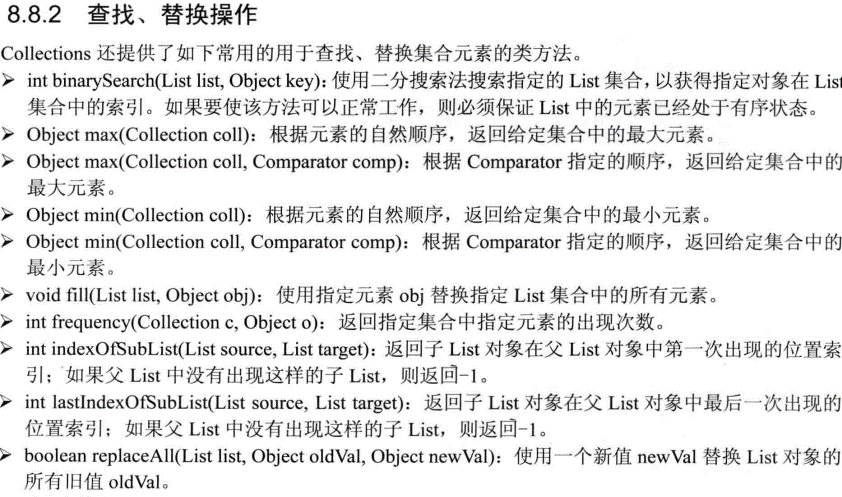 8.8.2 查找、替换操作
Collections 还提供了如下常用的用于查找、替换集合元素的类方法。
➢ int binarySearch(List list, Object key)：使用二分搜索法搜索指定的 List 集合，以获得指定对象在 List
集合中的索引。如果要使该方法可以正常工作，则必须保证 List 中的元素已经处于有序状态。
➢ Object max(Collection coll)：根据元素的自然顺序，返回给定集合中的最大元素。
➢ Object max(Collection coll, Comparator comp)：根据 Comparator 指定的顺序，返回给定集合中的
最大元素。
➢ Object min(Collection coll)：根据元素的自然顺序，返回给定集合中的最小元素。
➢ Object min(Collection coll, Comparator comp)：根据 Comparator 指定的顺序，返回给定集合中的
最小元素。
➢ void fill(List list, Object obj)：使用指定元素 obj 替换指定 List 集合中的所有元素。
➢ int frequency(Collection c, Object o)：返回指定集合中指定元素的出现次数。
➢ int indexOfSubList(List source, List target)：返回子 List 对象在父 List 对象中第一次出现的位置索
引；如果父 List 中没有出现这样的子 List，则返回-1。
➢ int lastIndexOfSubList(List source, List target)：返回子 List 对象在父 List 对象中最后一次出现的
位置索引；如果父 List 中没有出现这样的子 List，则返回-1。
➢ boolean replaceAll(List list, Object oldVal, Object newVal)：使用一个新值 newVal 替换 List 对象的
所有旧值 oldVal。